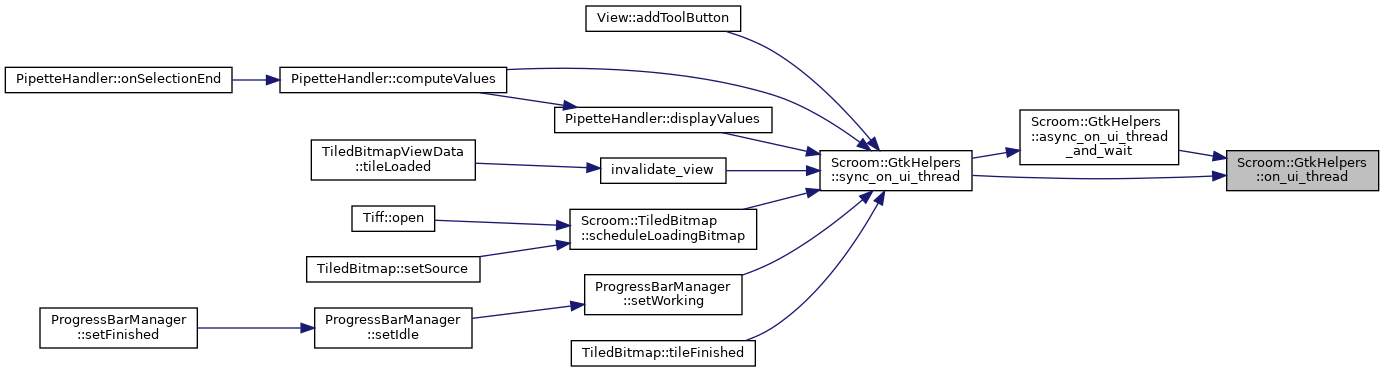 View::addToolButton
PipetteHandler::onSelectionEnd
PipetteHandler::computeValues
PipetteHandler::displayValues
Scroom::GtkHelpers
::async_on_ui_thread
_and_wait
TiledBitmapViewData
::tileLoaded
invalidate_view
Scroom::GtkHelpers
::sync_on_ui_thread
Scroom::GtkHelpers
::on_ui_thread
Tiff::open
Scroom::TiledBitmap
::scheduleLoadingBitmap
TiledBitmap::setSource
ProgressBarManager
::setWorking
ProgressBarManager
::setFinished
ProgressBarManager
::setIdle
TiledBitmap::tileFinished